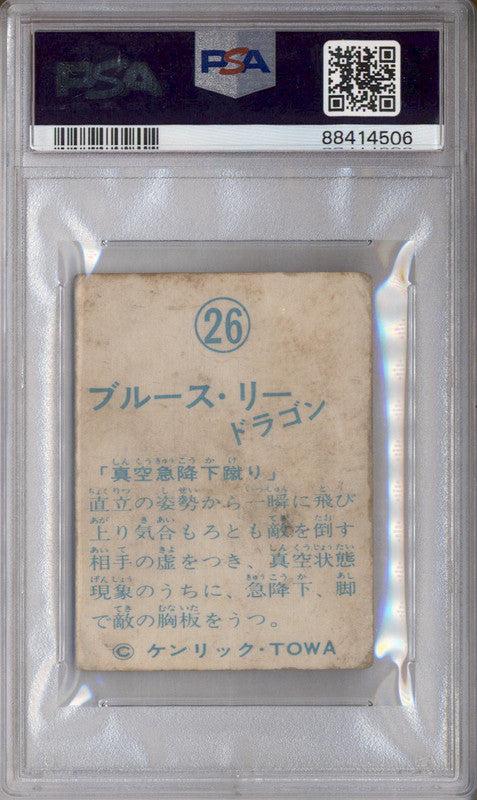 PSA
PSA
88414506
26
ブルース・リー
ドラゴン
「真空急降下蹴り」
直立の姿勢から一瞬に飛び
上り気合もろとも敵を倒す
相手の虚をつき、真空状態
現象のうちに、急降下、脚
で敵の胸板をうつ。
© ケンリック・TOWA